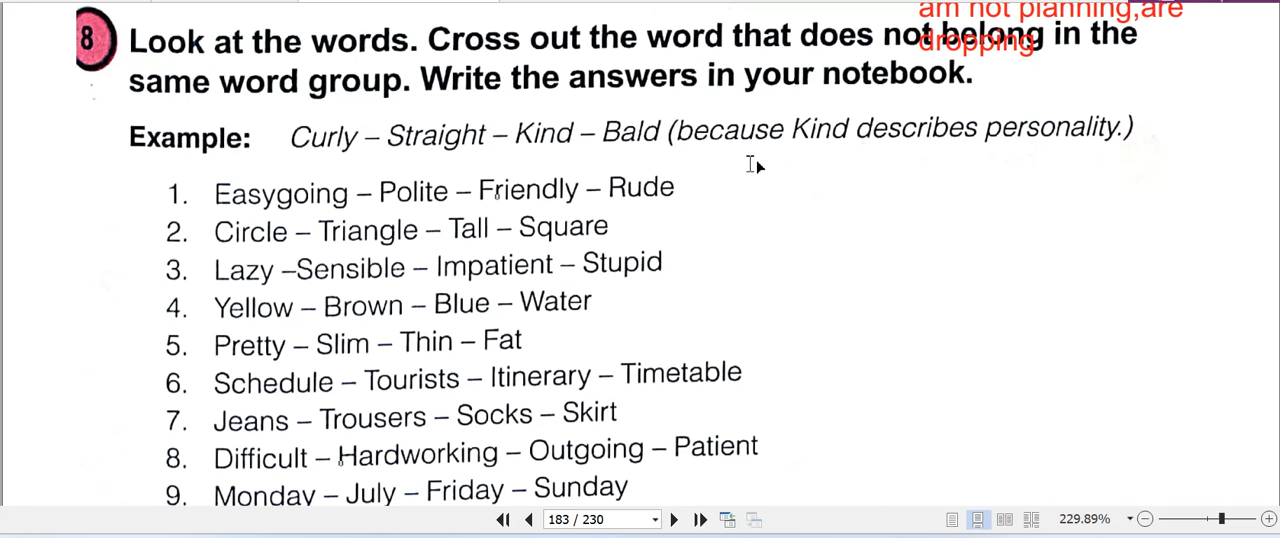 am not planning,are
dropping
8 Look at the words. Cross out the word that does not belong in the
same word group. Write the answers in your notebook.
Example: Curly – Straight – Kind – Bald (because Kind describes personality.)
1. Easygoing – Polite – Friendly – Rude
2. Circle – Triangle – Tall – Square
3. Lazy –Sensible – Impatient – Stupid
4. Yellow – Brown – Blue – Water
5. Pretty – Slim – Thin – Fat
6. Schedule – Tourists – Itinerary – Timetable
7. Jeans – Trousers – Socks – Skirt
8. Difficult – Hardworking – Outgoing – Patient
9. Monday – July – Friday – Sunday
183 / 230
229.89%